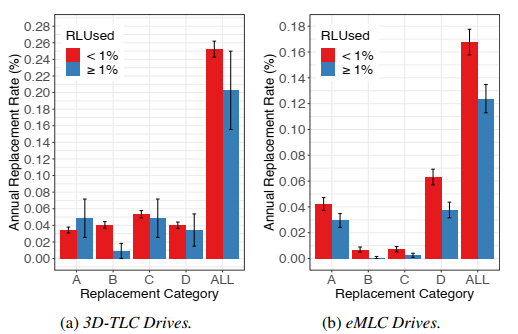 0.28
0.26
0.24
0.22
0.20
0.18
0.16
0.14
0.12
0.10
0.08
0.06
0.04
0.02
0.00
Annual Replacement Rate (%)
RLUsed
< 1%
≥ 1%
A B C D ALL
Replacement Category
(a) 3D-TLC Drives.
0.18
0.16
0.14
0.12
0.10
0.08
0.06
0.04
0.02
0.00
Annual Replacement Rate (%)
RLUsed
< 1%
≥ 1%
A B C D ALL
Replacement Category
(b) eMLC Drives.